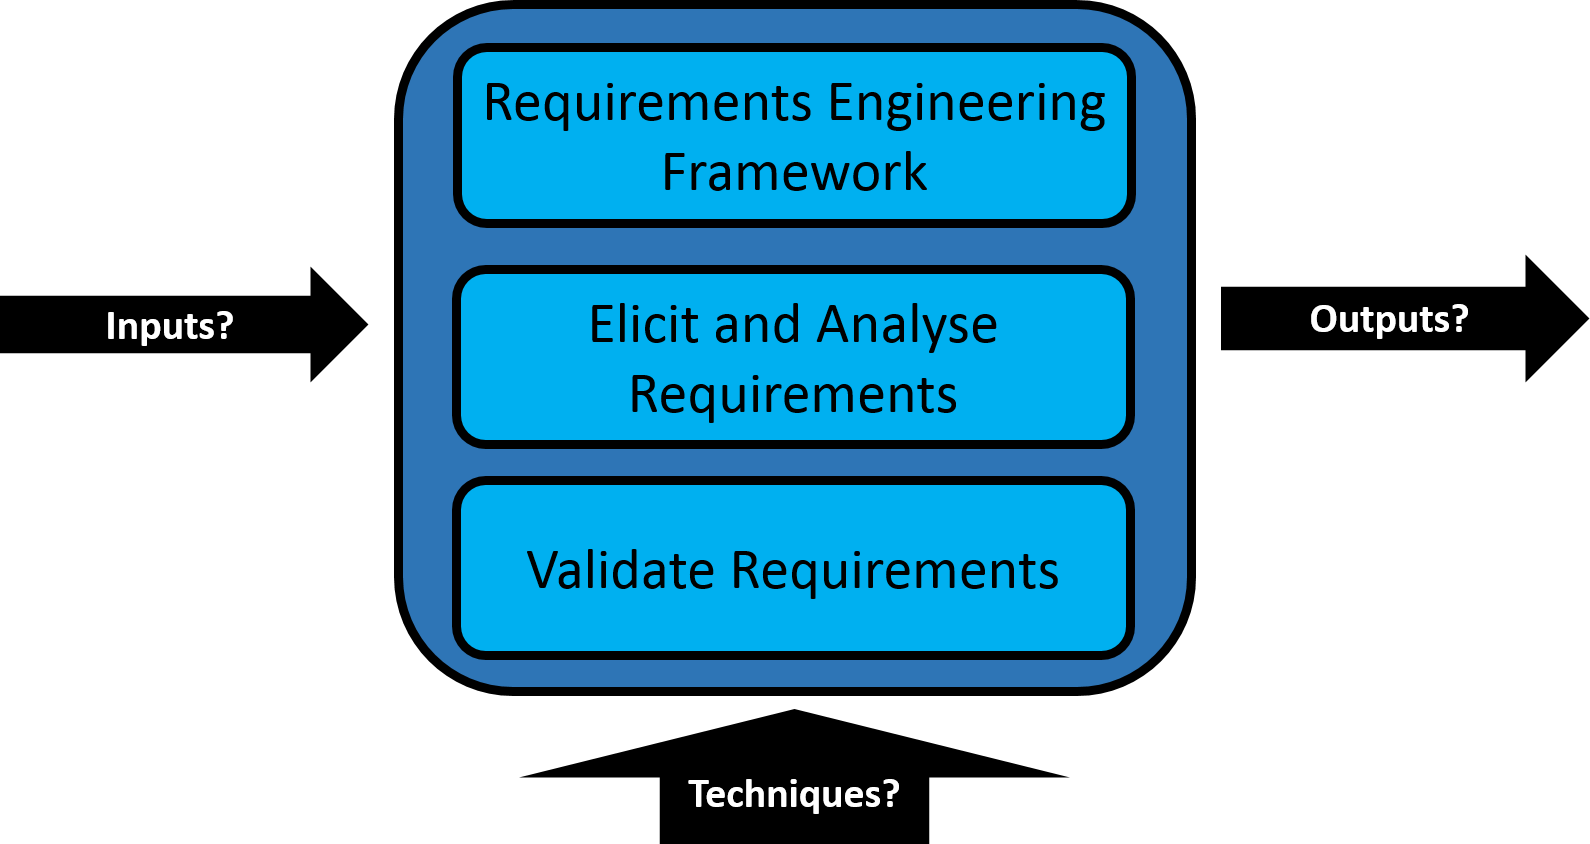 Requirements Engineering
Framework
Inputs?
Elicit and Analyse
Requirements
Outputs?
Validate Requirements
Techniques?